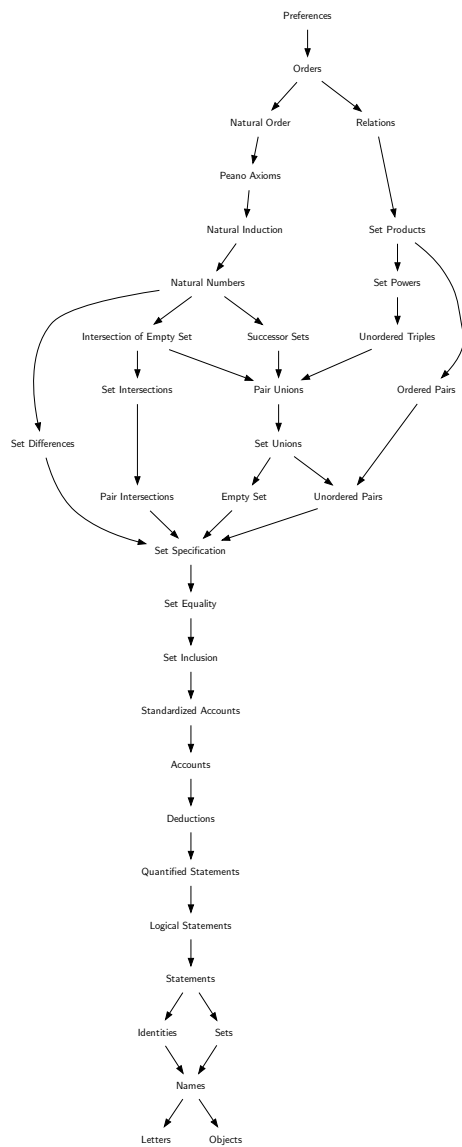 Preferences
Orders
Natural Order
Relations
Peano Axioms
Natural Induction
Set Products
Natural Numbers
Set Powers
Intersection of Empty Set
Successor Sets
Unordered Triples
Set Intersections
Pair Unions
Ordered Pairs
Set Differences
Set Unions
Pair Intersections
Empty Set
Unordered Pairs
Set Specification
Set Equality
Set Inclusion
Standardized Accounts
Accounts
Deductions
Quantified Statements
Logical Statements
Statements
Identities
Sets
Names
Letters
Objects